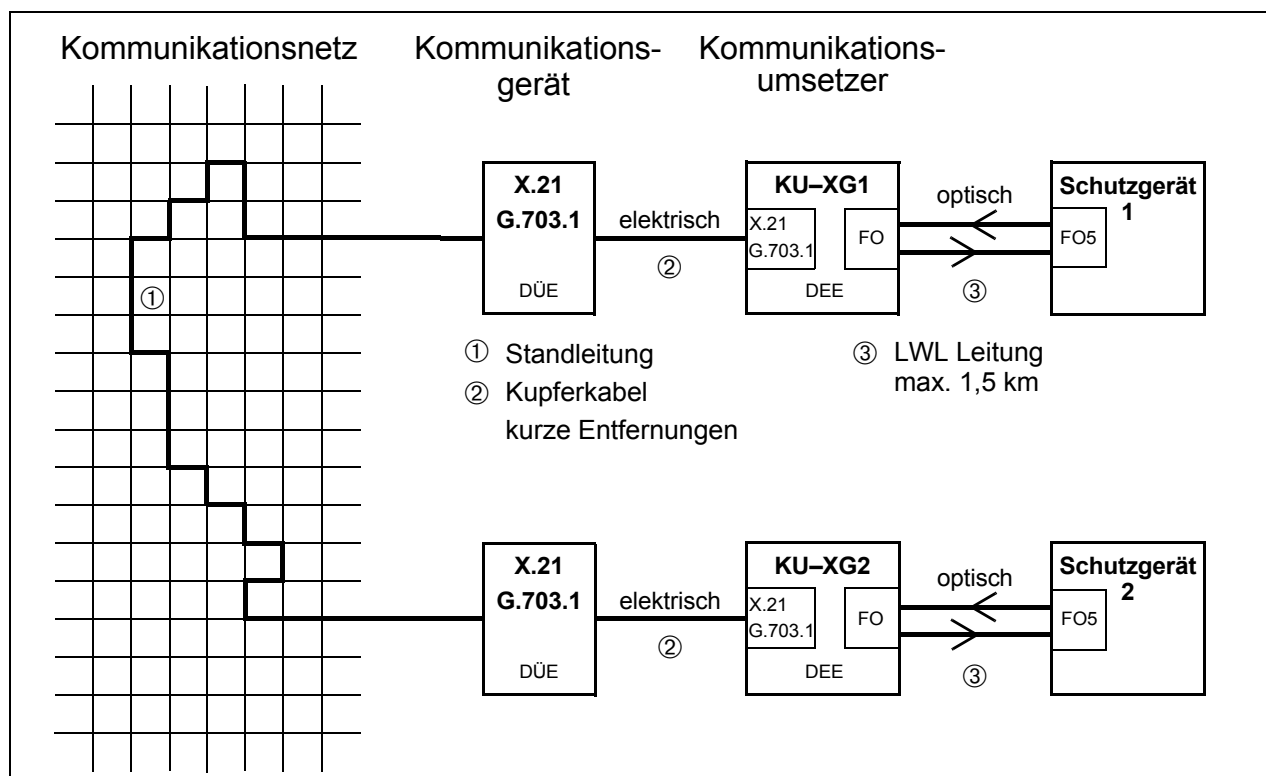 Kommunikationsnetz
Kommunikations-
gerät
Kommunikations-
umsetzer
X.21
G.703.1
DÜE
elektrisch
②
KU–XG1
X.21
G.703.1
FO
DEE
optisch
③
Schutzgerät
1
FO5
①
① Standleitung
② Kupferkabel
kurze Entfernungen
③ LWL Leitung
max. 1,5 km
X.21
G.703.1
DÜE
elektrisch
②
KU–XG2
X.21
G.703.1
FO
DEE
optisch
③
Schutzgerät
2
FO5